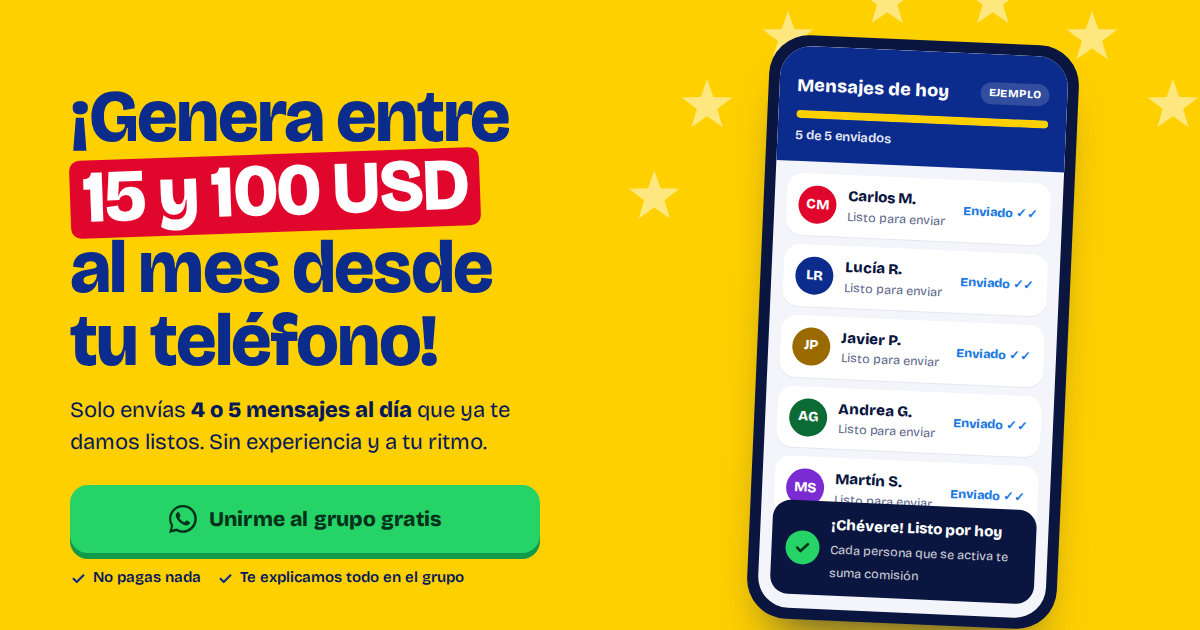 ¡Genera entre
15 y 100 USD
al mes desde
tu teléfono!
Solo envías 4 o 5 mensajes al día que ya te
damos listos. Sin experiencia y a tu ritmo.
Unirme al grupo gratis
✓ No pagas nada ✓ Te explicamos todo en el grupo
Mensajes de hoy EJEMPLO
5 de 5 enviados
CM Carlos M.
Listo para enviar Enviado ✓✓
LR Lucía R.
Listo para enviar Enviado ✓✓
JP Javier P.
Listo para enviar Enviado ✓✓
AG Andrea G.
Listo para enviar Enviado ✓✓
MS Martín S.
Listo para enviar Enviado ✓✓
¡Chévere! Listo por hoy
Cada persona que se activa te
suma comisión